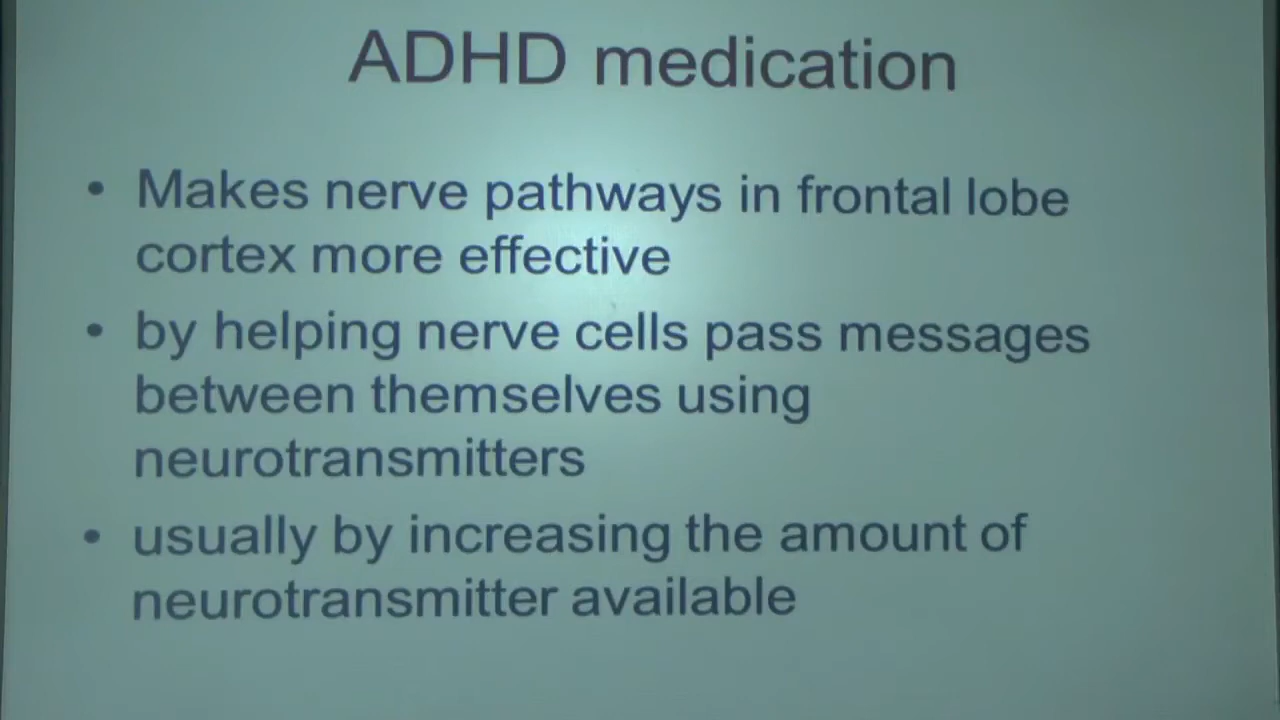 ADHD medication
• Makes nerve pathways in frontal lobe
cortex more effective
• by helping nerve cells pass messages
between themselves using
neurotransmitters
• usually by increasing the amount of
neurotransmitter available